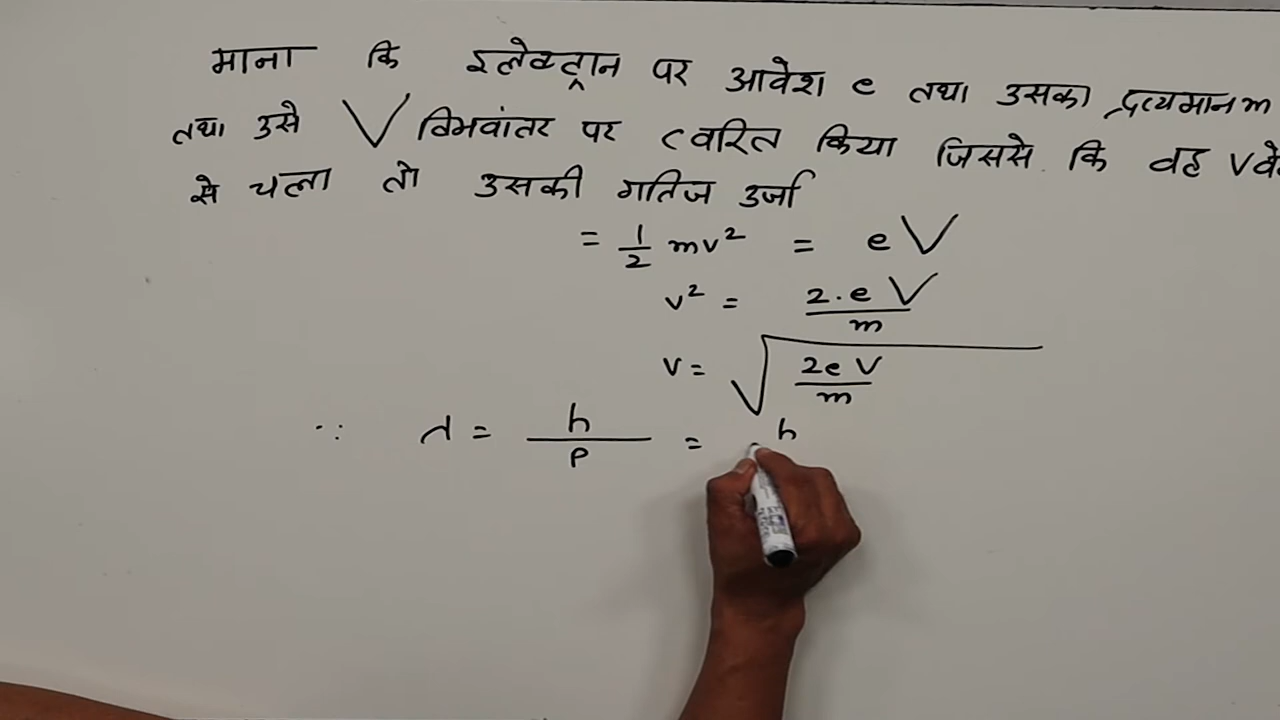 माना कि इलेक्ट्रान पर आवेश e तथा उसका द्रव्यमान m
तथा उसे V विभवांतर पर त्वरित किया जिससे कि वह v वे
से चला तो उसकी गतिज उर्जा
= 1/2 mv² = eV
v² = 2.eV/m
v = √(2eV/m)
∵ λ = h/P = h